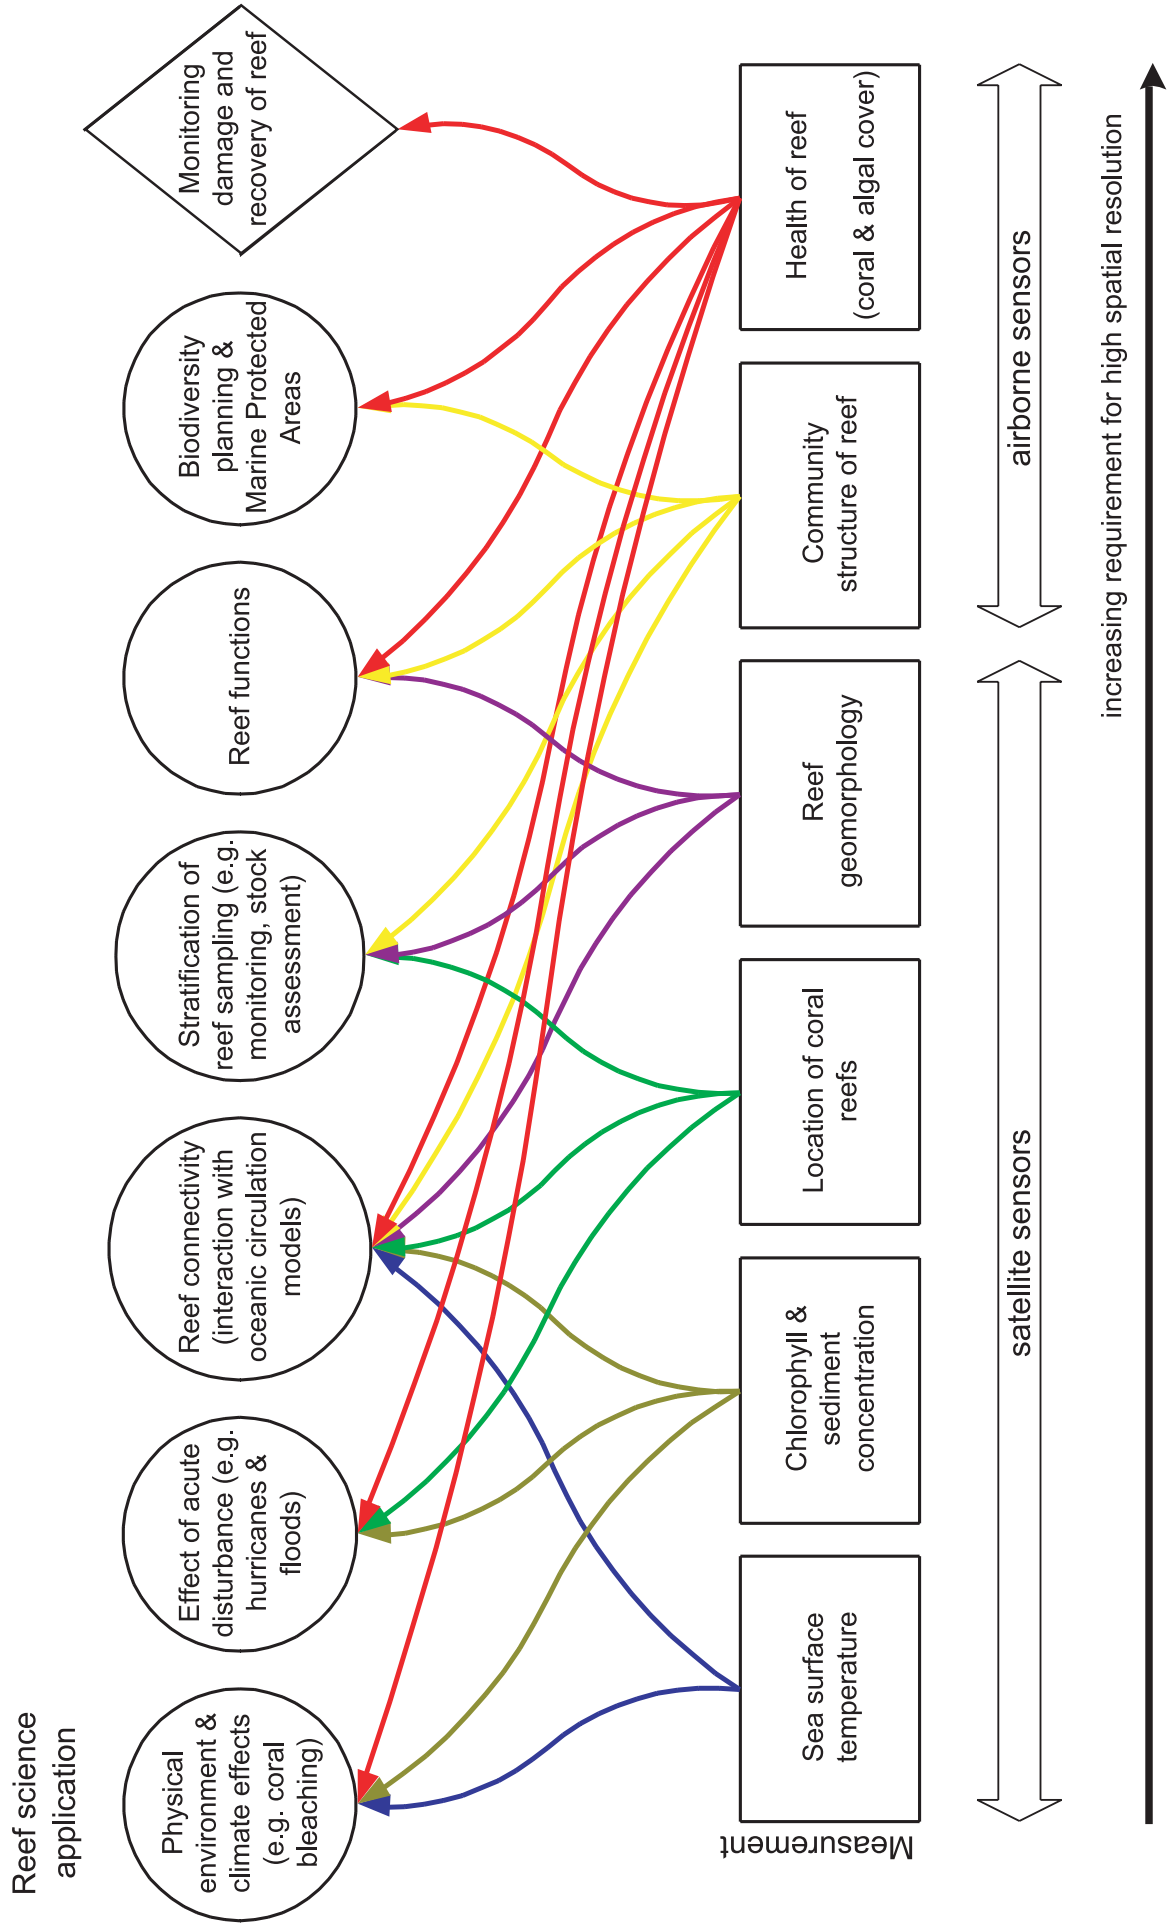 Reef science
application
Physical
environment &
climate effects
(e.g. coral
bleaching)
Effect of acute
disturbance (e.g.
hurricanes &
floods)
Reef connectivity
(interaction with
oceanic circulation
models)
Stratification of
reef sampling (e.g.
monitoring, stock
assessment)
Reef functions
Biodiversity
planning &
Marine Protected
Areas
Monitoring
damage and
recovery of reef
Measurement
Sea surface
temperature
Chlorophyll &
sediment
concentration
Location of coral
reefs
Reef
geomorphology
Community
structure of reef
Health of reef
(coral & algal cover)
satellite sensors
airborne sensors
increasing requirement for high spatial resolution